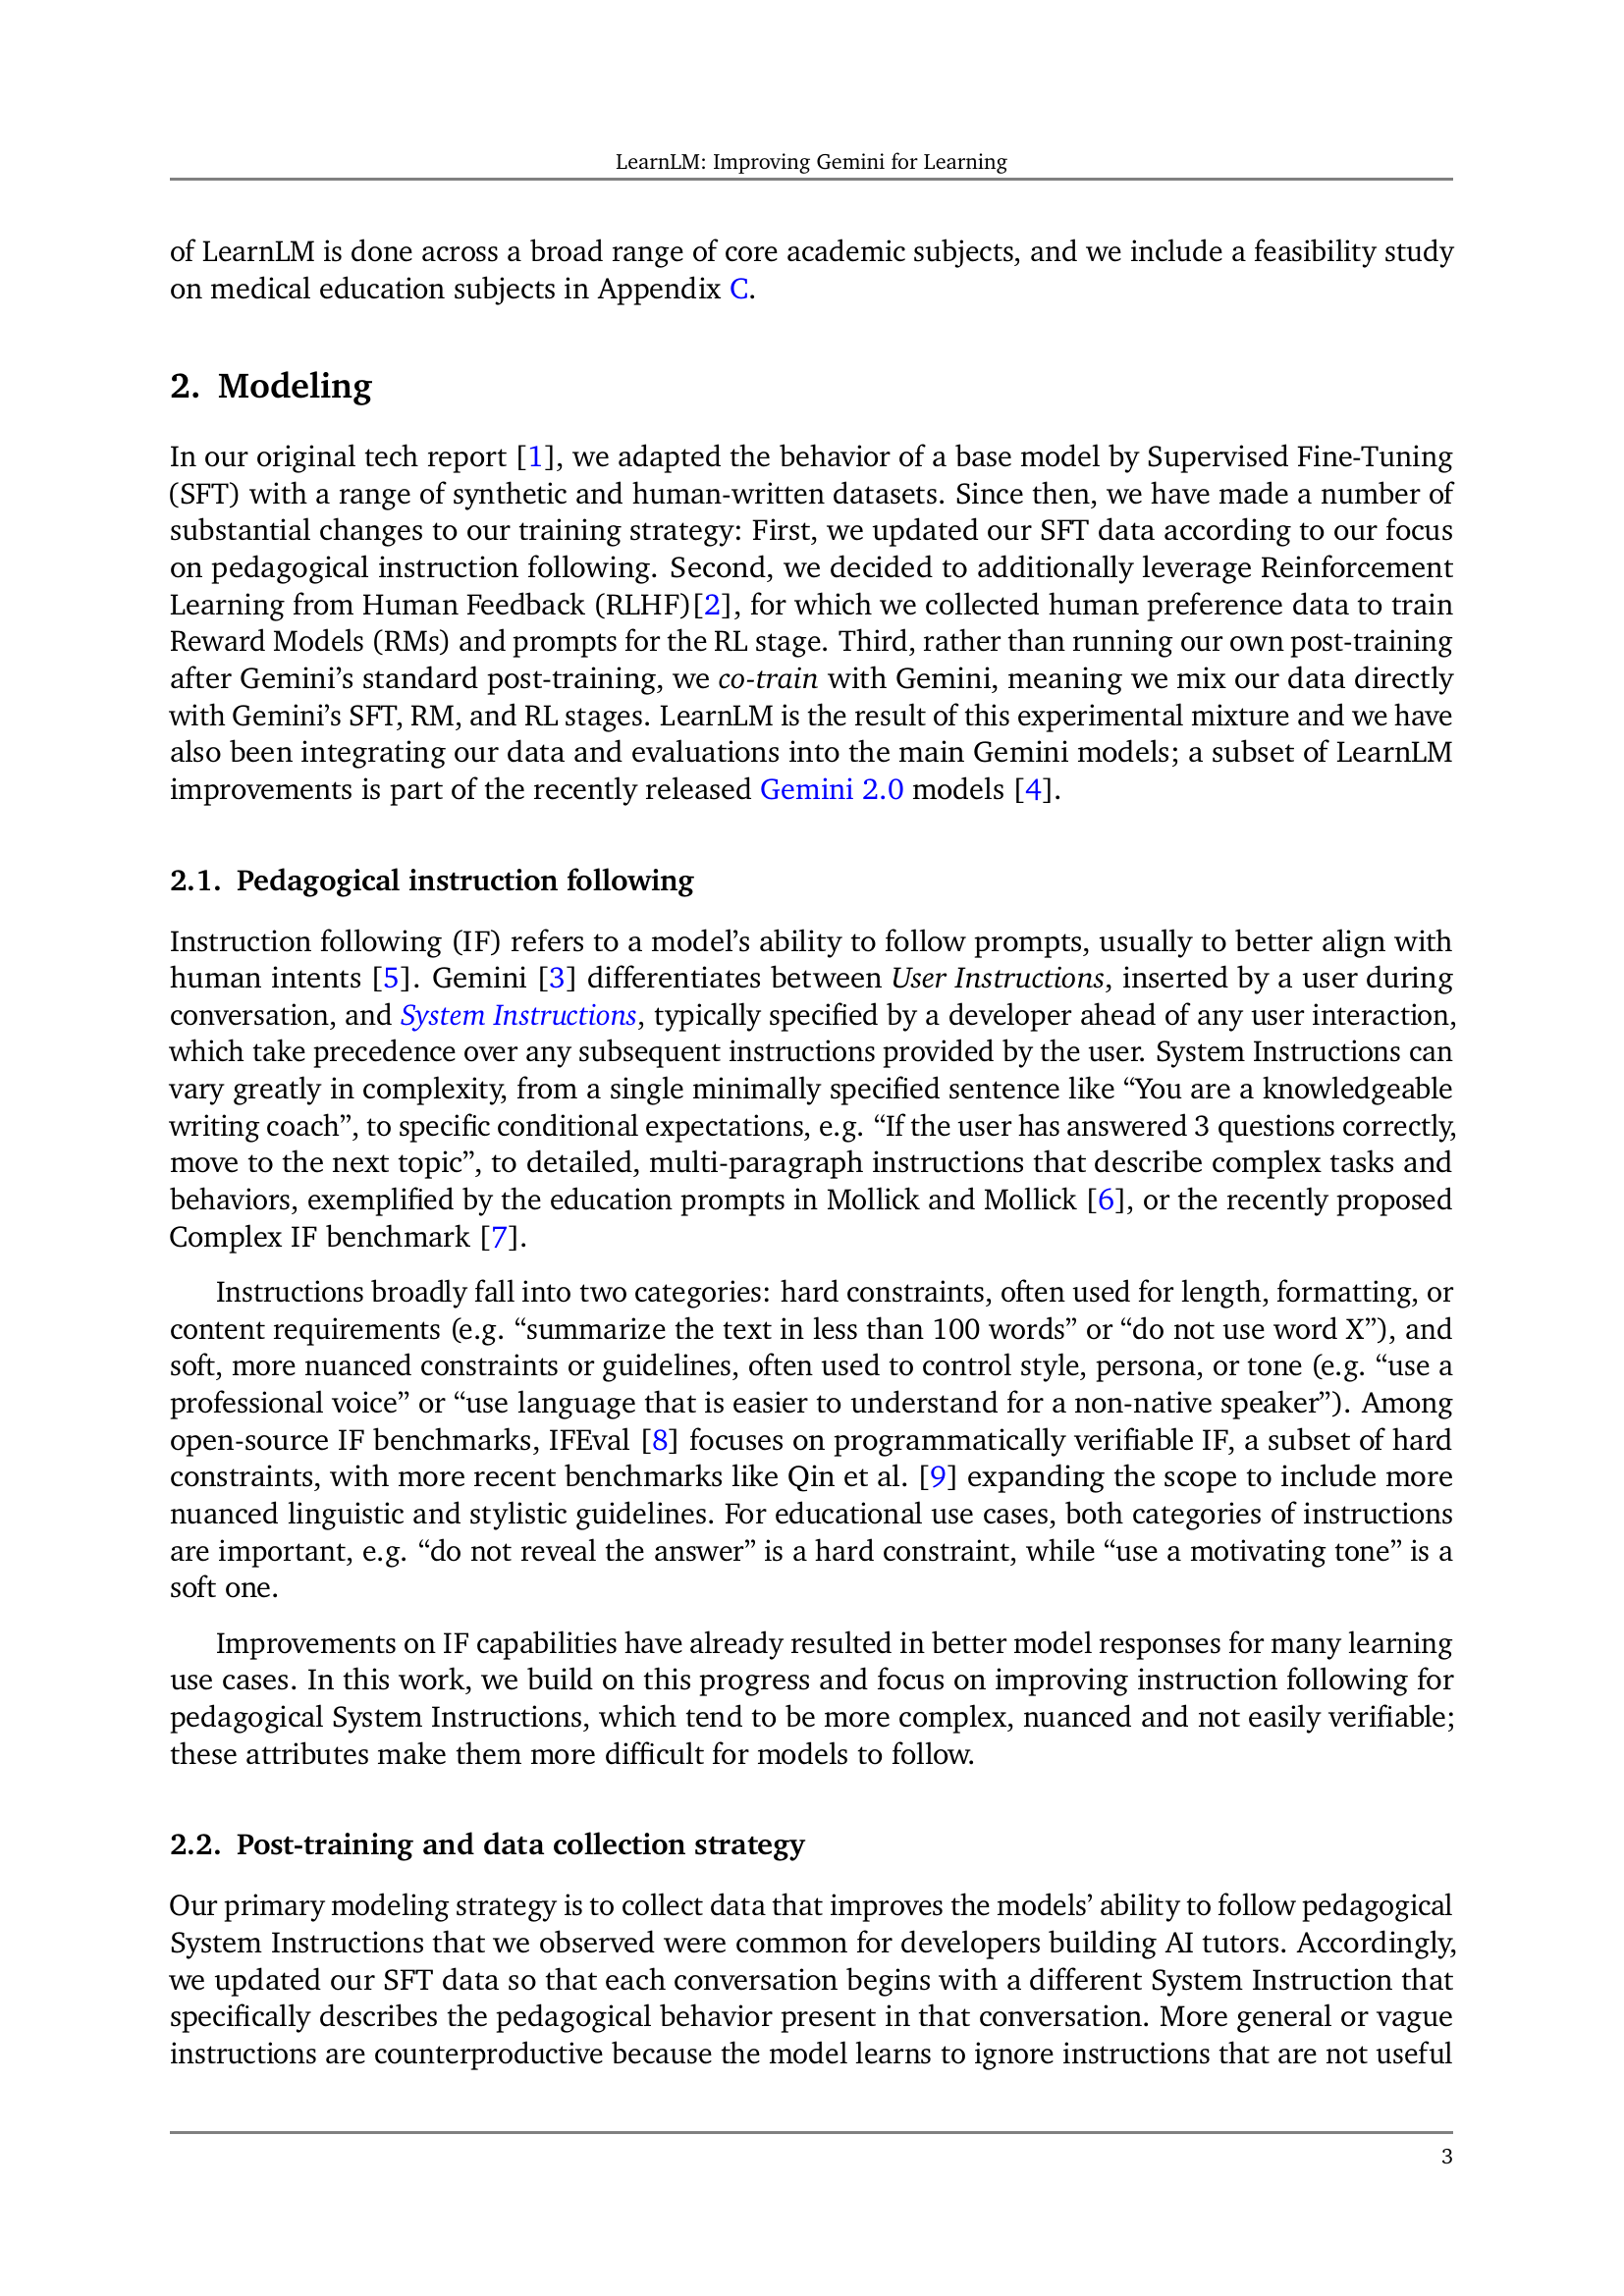 LearnLM: Improving Gemini for Learning
of LearnLM is done across a broad range of core academic subjects, and we include a feasibility study
on medical education subjects in Appendix C.
2. Modeling
In our original tech report [1], we adapted the behavior of a base model by Supervised Fine-Tuning
(SFT) with a range of synthetic and human-written datasets. Since then, we have made a number of
substantial changes to our training strategy: First, we updated our SFT data according to our focus
on pedagogical instruction following. Second, we decided to additionally leverage Reinforcement
Learning from Human Feedback (RLHF)[2], for which we collected human preference data to train
Reward Models (RMs) and prompts for the RL stage. Third, rather than running our own post-training
after Gemini’s standard post-training, we co-train with Gemini, meaning we mix our data directly
with Gemini’s SFT, RM, and RL stages. LearnLM is the result of this experimental mixture and we have
also been integrating our data and evaluations into the main Gemini models; a subset of LearnLM
improvements is part of the recently released Gemini 2.0 models [4].
2.1. Pedagogical instruction following
Instruction following (IF) refers to a model’s ability to follow prompts, usually to better align with
human intents [5]. Gemini [3] differentiates between User Instructions, inserted by a user during
conversation, and System Instructions, typically specified by a developer ahead of any user interaction,
which take precedence over any subsequent instructions provided by the user. System Instructions can
vary greatly in complexity, from a single minimally specified sentence like “You are a knowledgeable
writing coach”, to specific conditional expectations, e.g. “If the user has answered 3 questions correctly,
move to the next topic”, to detailed, multi-paragraph instructions that describe complex tasks and
behaviors, exemplified by the education prompts in Mollick and Mollick [6], or the recently proposed
Complex IF benchmark [7].
Instructions broadly fall into two categories: hard constraints, often used for length, formatting, or
content requirements (e.g. “summarize the text in less than 100 words” or “do not use word X”), and
soft, more nuanced constraints or guidelines, often used to control style, persona, or tone (e.g. “use a
professional voice” or “use language that is easier to understand for a non-native speaker”). Among
open-source IF benchmarks, IFEval [8] focuses on programmatically verifiable IF, a subset of hard
constraints, with more recent benchmarks like Qin et al. [9] expanding the scope to include more
nuanced linguistic and stylistic guidelines. For educational use cases, both categories of instructions
are important, e.g. “do not reveal the answer” is a hard constraint, while “use a motivating tone” is a
soft one.
Improvements on IF capabilities have already resulted in better model responses for many learning
use cases. In this work, we build on this progress and focus on improving instruction following for
pedagogical System Instructions, which tend to be more complex, nuanced and not easily verifiable;
these attributes make them more difficult for models to follow.
2.2. Post-training and data collection strategy
Our primary modeling strategy is to collect data that improves the models’ ability to follow pedagogical
System Instructions that we observed were common for developers building AI tutors. Accordingly,
we updated our SFT data so that each conversation begins with a different System Instruction that
specifically describes the pedagogical behavior present in that conversation. More general or vague
instructions are counterproductive because the model learns to ignore instructions that are not useful
3